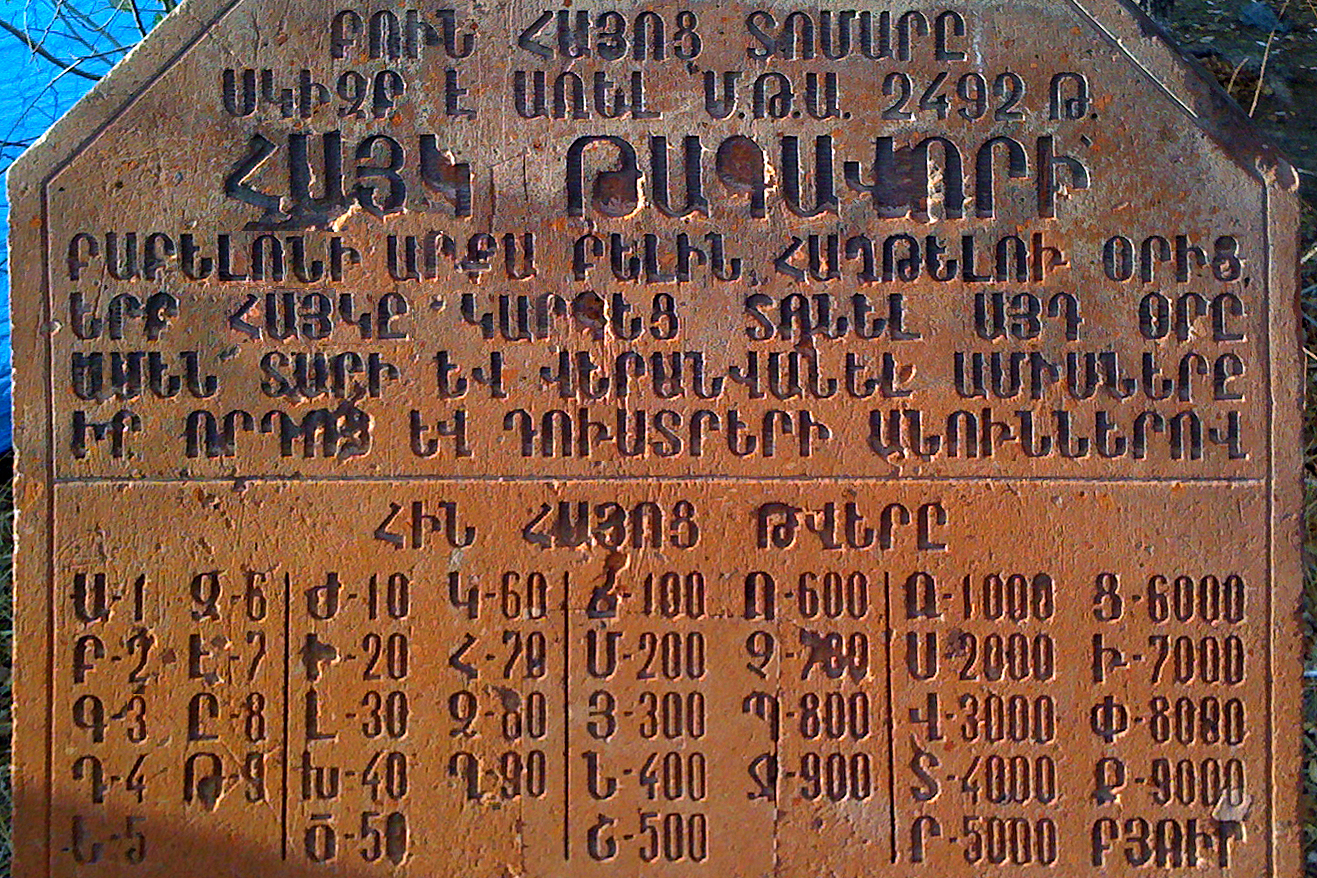 ԲՈՒՆ ՀԱՅՈՑ ՏՈՄԱՐԸ
ՍԿԻԶԲ Է ԱՌԵԼ Մ.Թ.Ա. 2492 Թ.
ՀԱՅԿ ԹԱԳԱՎՈՐԻ
ԲԱԲԵԼՈՆԻ ԱՐՔԱ ԲԵԼԻՆ ՀԱՂԹԵԼՈՒ ՕՐԻՑ,
ԵՐԲ ՀԱՅԿԸ ԿԱՐԳԵՑ ՏՈՆԵԼ ԱՅԴ ՕՐԸ
ԱՄԵՆ ՏԱՐԻ ԵՎ ՎԵՐԱՆՎԱՆԵԼ ԱՄԻՍՆԵՐԸ
ԻՐ ՈՐԴՈՑ ԵՎ ԴՈՒՍՏՐԵՐԻ ԱՆՈՒՆՆԵՐՈՎ
ՀԻՆ ՀԱՅՈՑ ԹՎԵՐԸ
Ա-1 Զ-6 Ժ-10 Կ-60 Ճ-100 Ո-600 Ռ-1000 Ց-6000
Բ-2 Է-7 Ի-20 Հ-70 Մ-200 Չ-700 Ս-2000 Ւ-7000
Գ-3 Ը-8 Լ-30 Ձ-80 Յ-300 Պ-800 Վ-3000 Փ-8000
Դ-4 Թ-9 Խ-40 Ղ-90 Ն-400 Ջ-900 Տ-4000 Ք-9000
Ե-5 Ծ-50 Շ-500 Ր-5000 ԲՅՈՒՐ